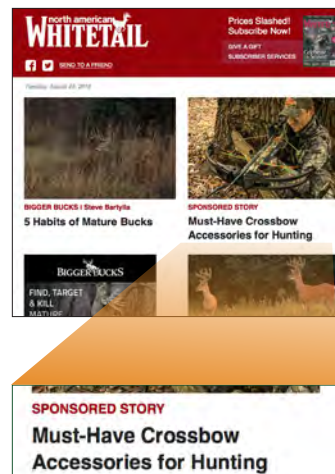 north american
WHITETAIL
Prices Slashed!
Subscribe Now!
GIVE A GIFT
SUBSCRIBER SERVICES
SEND TO A FRIEND
Tuesday, August
BIGGER BUCKS | Steve Bartylla
5 Habits of Mature Bucks
SPONSORED STORY
Must-Have Crossbow
Accessories for Hunting
BIGGER BUCKS
FIND, TARGET
& KILL
MATURE
SPONSORED STORY
Must-Have Crossbow
Accessories for Hunting